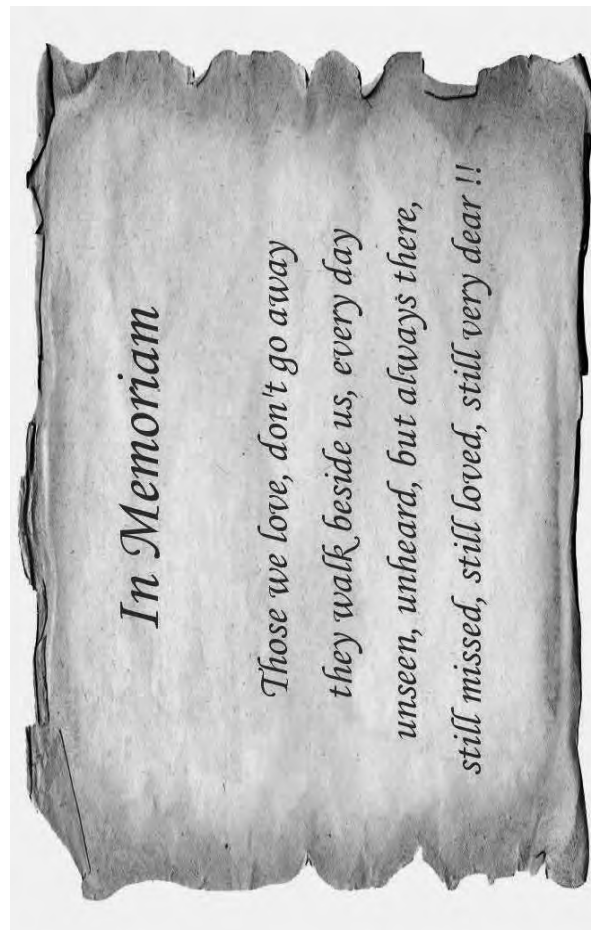 In Memoriam
Those we love, don't go away
they walk beside us, every day
unseen, unheard, but always there,
still missed, still loved, still very dear !!